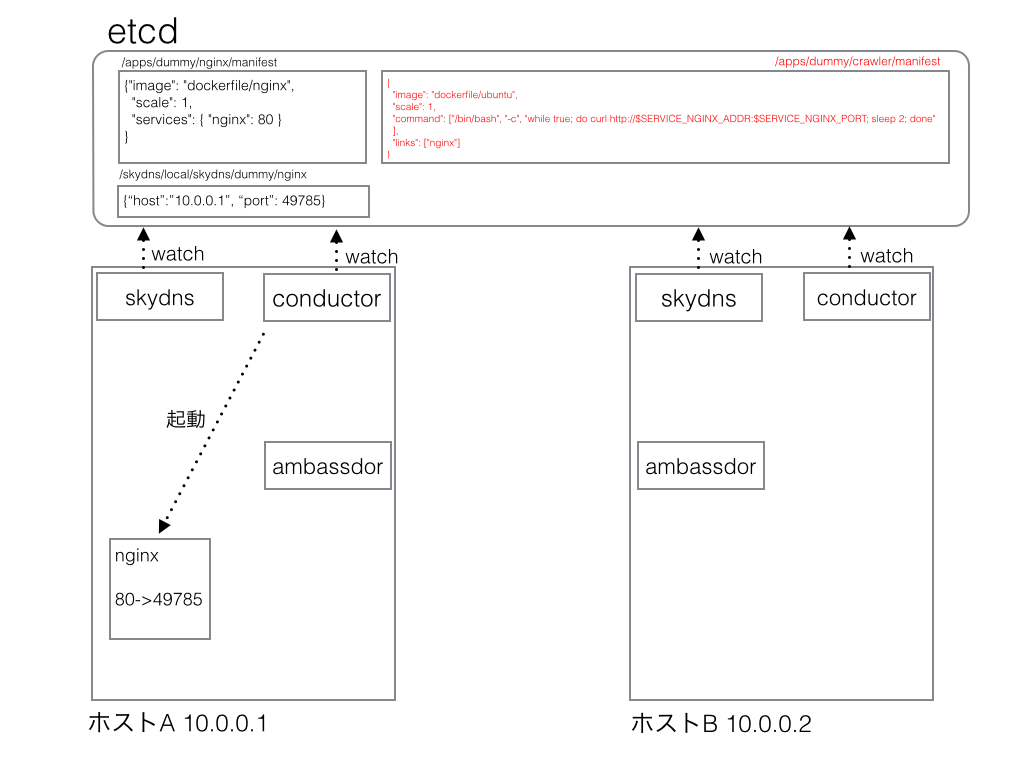 etcd
/apps/dummy/nginx/manifest
{"image": "dockerfile/nginx",
"scale": 1,
"services": { "nginx": 80 }
}
/apps/dummy/crawler/manifest
{
"image": "dockerfile/ubuntu",
"scale": 1,
"command": ["/bin/bash", "-c", "while true; do curl http://$SERVICE_NGINX_ADDR:$SERVICE_NGINX_PORT; sleep 2; done"
],
"links": ["nginx"]
}
/skydns/local/skydns/dummy/nginx
{“host”:”10.0.0.1”, “port”: 49785}
watch
watch
watch
watch
skydns
conductor
skydns
conductor
起動
ambassdor
ambassdor
nginx
80->49785
ホストA 10.0.0.1
ホストB 10.0.0.2